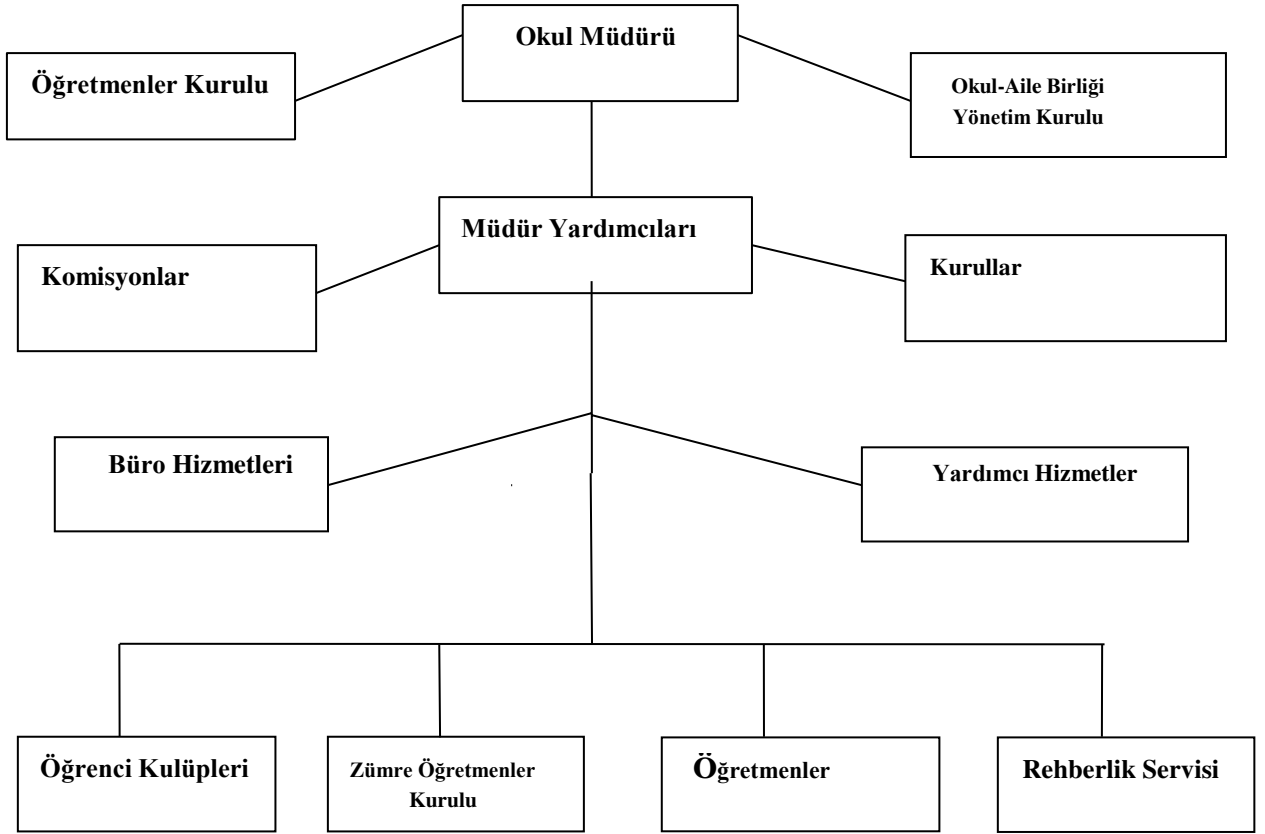 Okul Müdürü
Öğretmenler Kurulu
Okul-Aile Birliği
Yönetim Kurulu
Müdür Yardımcıları
Komisyonlar
Kurullar
Büro Hizmetleri
Yardımcı Hizmetler
Öğrenci Kulüpleri
Zümre Öğretmenler
Kurulu
Öğretmenler
Rehberlik Servisi